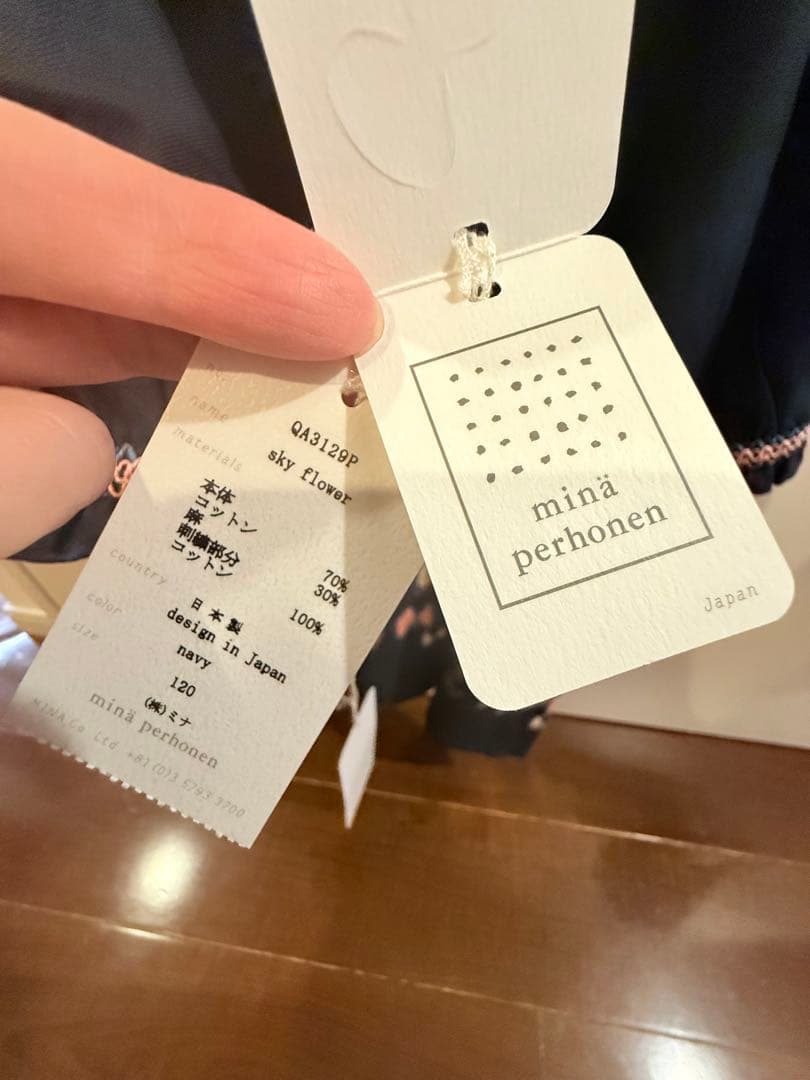 name
QA3129P
materials
sky flower
本体
コットン 70%
麻 30%
刺繍部分
コットン 100%
country
日本製
design in Japan
color
navy
size
120
(株)ミナ
minä perhonen
MINA.Co Ltd +81(0)3 5793 3700
minä
perhonen
Japan